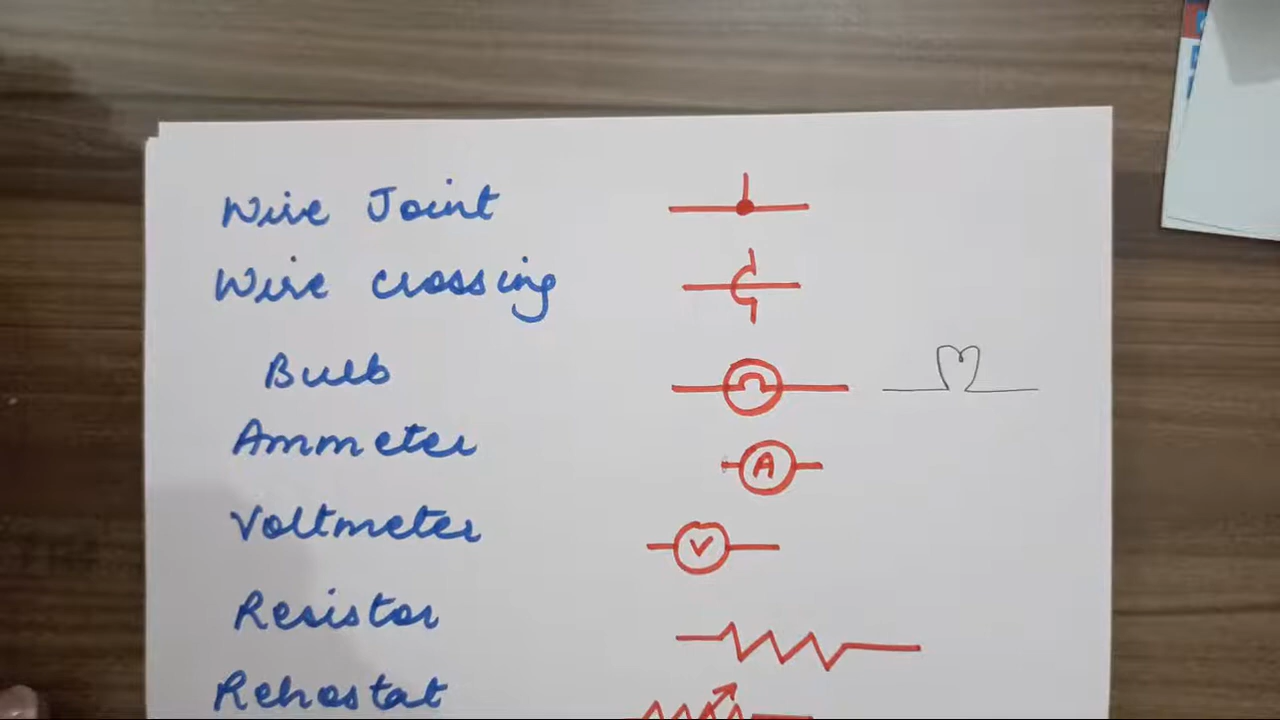 Wire Joint
Wire crossing
Bulb
Ammeter A
Voltmeter V
Resistor
Rehostat